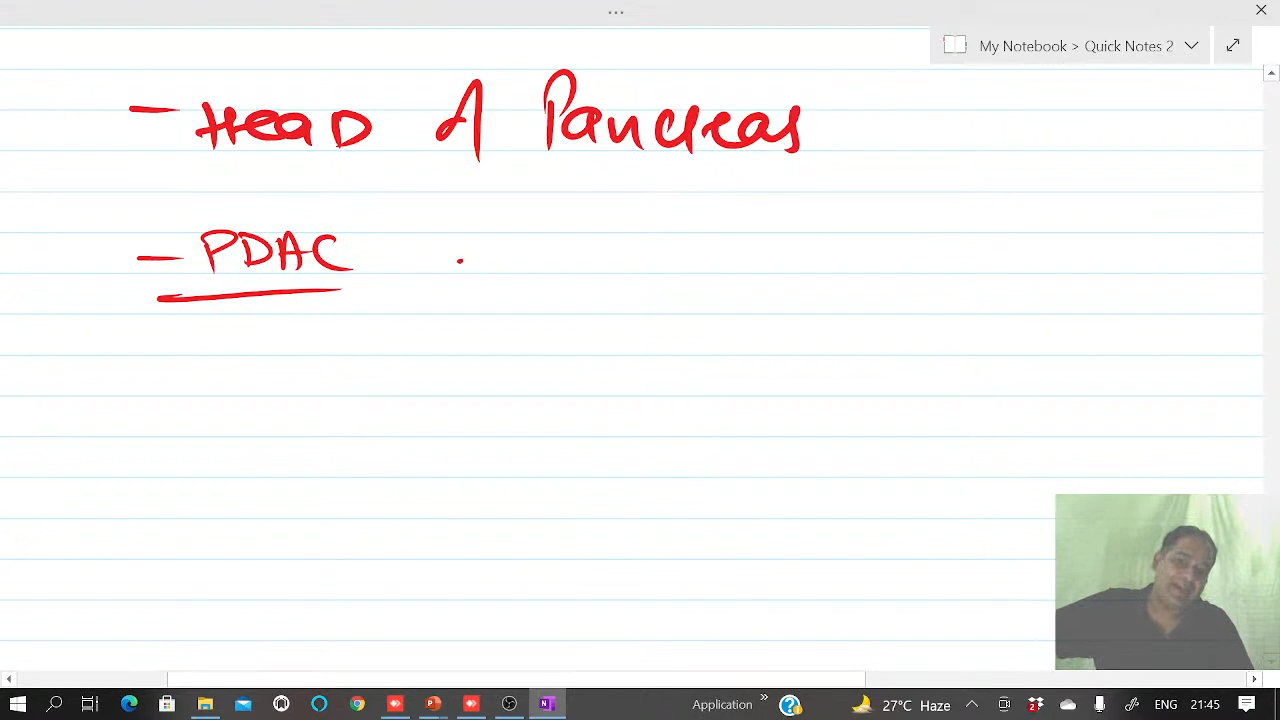 ...
My Notebook > Quick Notes 2
- Head of Pancreas
- PDAC
Application
27°C Haze
ENG
21:45